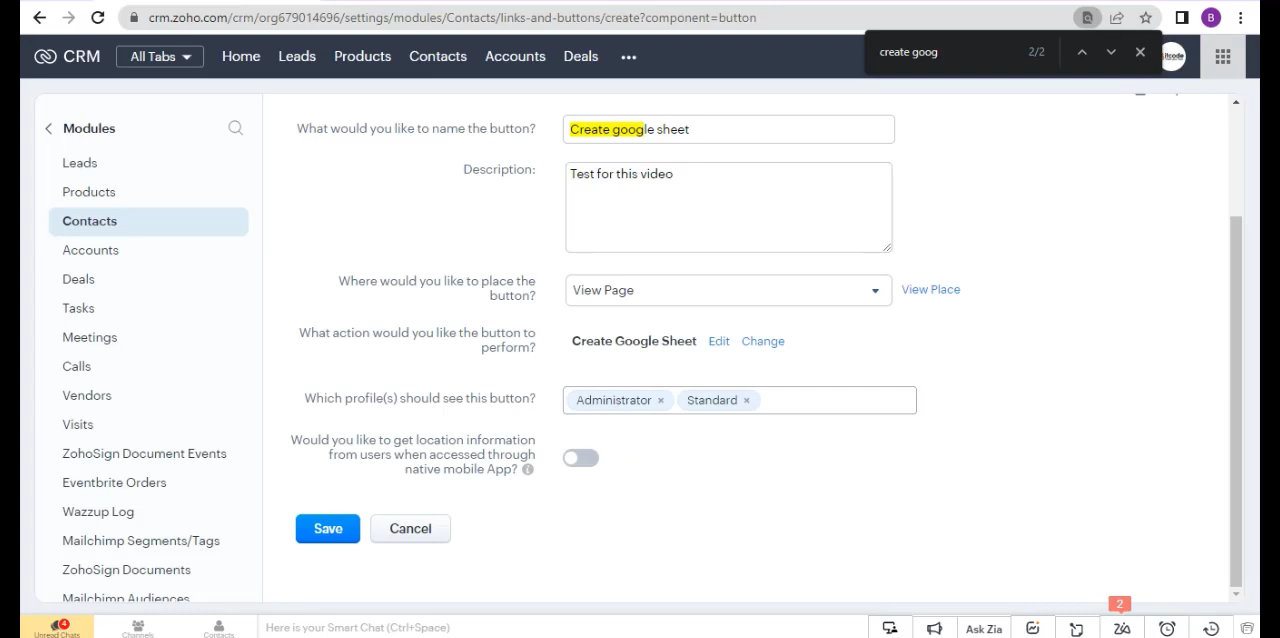 crm.zoho.com/crm/org679014696/settings/modules/Contacts/links-and-buttons/create?component=button
B
CRM
All Tabs
Home
Leads
Products
Contacts
Accounts
Deals
create goog
2/2
Modules
Leads
Products
Contacts
Accounts
Deals
Tasks
Meetings
Calls
Vendors
Visits
ZohoSign Document Events
Eventbrite Orders
Wazzup Log
Mailchimp Segments/Tags
ZohoSign Documents
Mailchimp Audiences
What would you like to name the button?
Create google sheet
Description:
Test for this video
Where would you like to place the
button?
View Page
View Place
What action would you like the button to
perform?
Create Google Sheet Edit Change
Which profile(s) should see this button?
Administrator × Standard ×
Would you like to get location information
from users when accessed through
native mobile App?
Save
Cancel
4
Unread Chats
Channels
Contacts
Here is your Smart Chat (Ctrl+Space)
Ask Zia
2